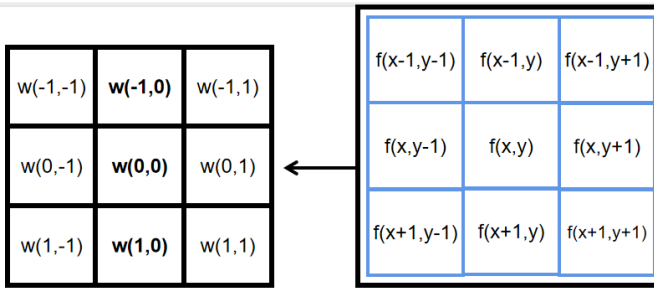 w(-1,-1) w(-1,0) w(-1,1)
w(0,-1) w(0,0) w(0,1)
w(1,-1) w(1,0) w(1,1)
f(x-1,y-1) f(x-1,y) f(x-1,y+1)
f(x,y-1) f(x,y) f(x,y+1)
f(x+1,y-1) f(x+1,y) f(x+1,y+1)